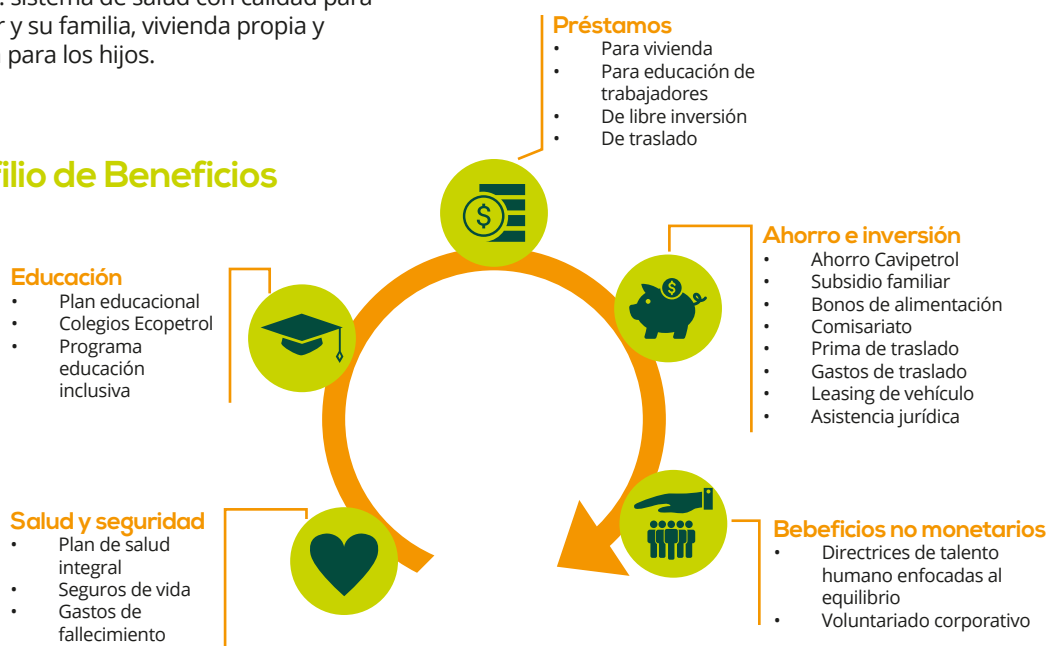 sistema de salud con calidad para
y su familia, vivienda propia y
para los hijos.
Préstamos
• Para vivienda
• Para educación de
trabajadores
• De libre inversión
• De traslado
de Beneficios
Ahorro e inversión
• Ahorro Cavipetrol
• Subsidio familiar
• Bonos de alimentación
• Comisariato
• Prima de traslado
• Gastos de traslado
• Leasing de vehículo
• Asistencia jurídica
Educación
• Plan educacional
• Colegios Ecopetrol
• Programa
educación
inclusiva
Salud y seguridad
• Plan de salud
integral
• Seguros de vida
• Gastos de
fallecimiento
Bebeficios no monetarios
• Directrices de talento
humano enfocadas al
equilibrio
• Voluntariado corporativo